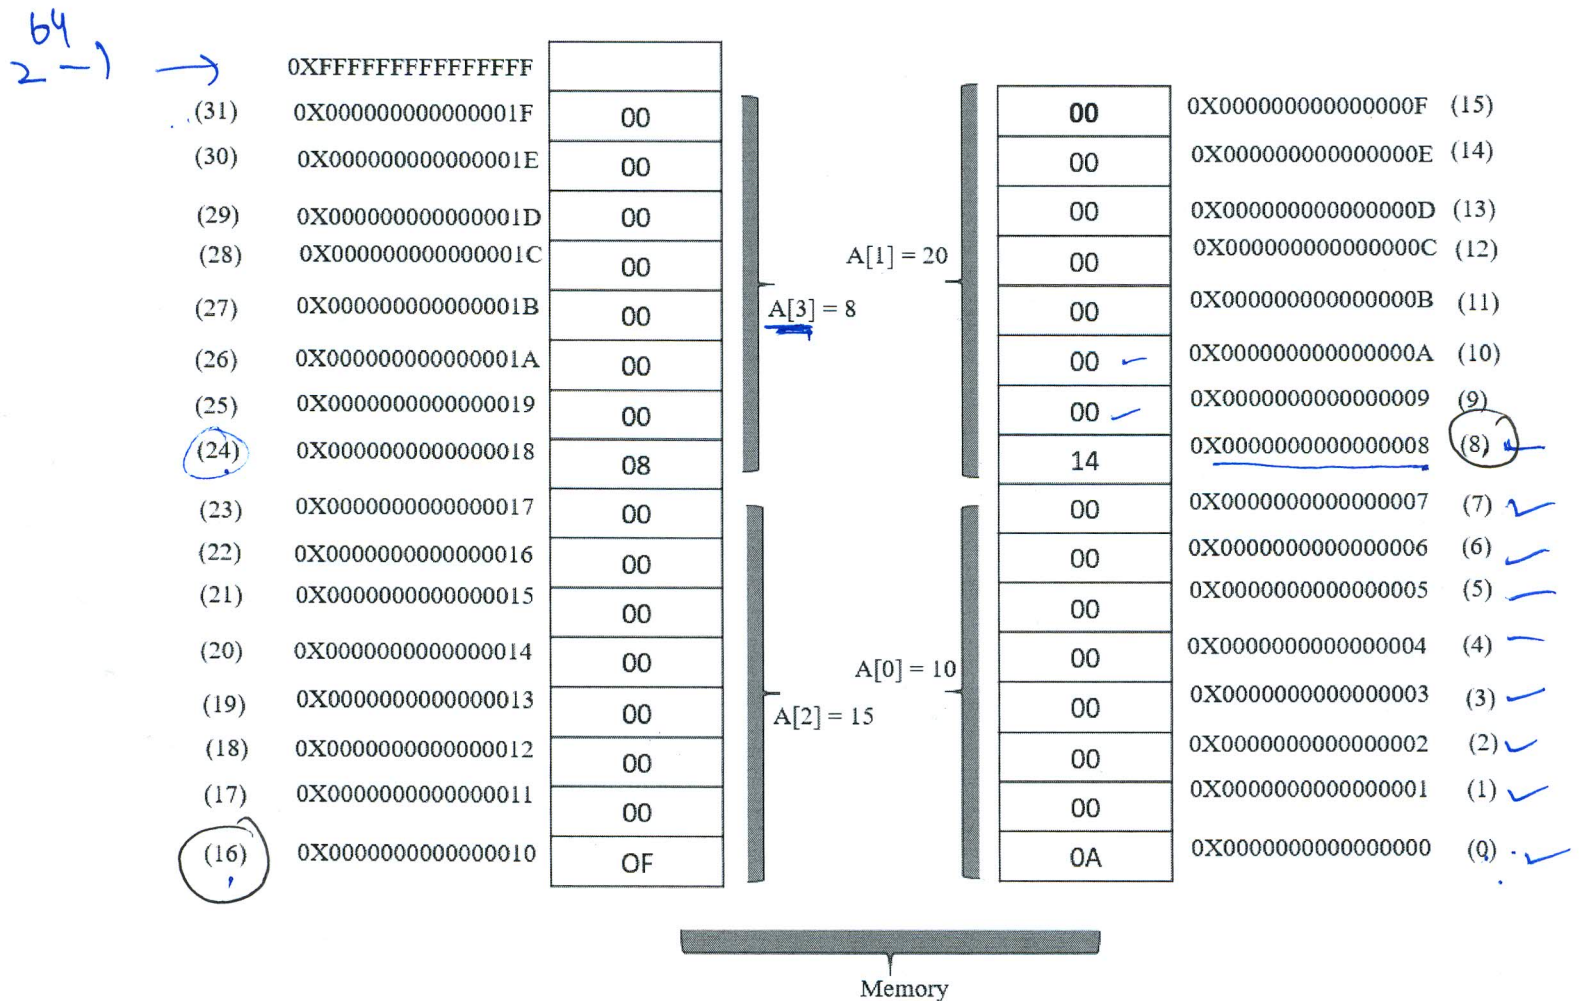 64
2 - 1 → 0XFFFFFFFFFFFFFFF
(31) 0X000000000000001F 00
(30) 0X000000000000001E 00
(29) 0X000000000000001D 00
(28) 0X000000000000001C 00
(27) 0X000000000000001B 00
(26) 0X000000000000001A 00
(25) 0X0000000000000019 00
(24) 0X0000000000000018 08
(23) 0X0000000000000017 00
(22) 0X0000000000000016 00
(21) 0X0000000000000015 00
(20) 0X0000000000000014 00
(19) 0X0000000000000013 00
(18) 0X0000000000000012 00
(17) 0X0000000000000011 00
(16) 0X0000000000000010 0F
A[3] = 8
A[2] = 15
A[1] = 20
A[0] = 10
00 0X000000000000000F (15)
00 0X000000000000000E (14)
00 0X000000000000000D (13)
00 0X000000000000000C (12)
00 0X000000000000000B (11)
00 0X000000000000000A (10)
00 0X0000000000000009 (9)
14 0X0000000000000008 (8)
00 0X0000000000000007 (7)
00 0X0000000000000006 (6)
00 0X0000000000000005 (5)
00 0X0000000000000004 (4)
00 0X0000000000000003 (3)
00 0X0000000000000002 (2)
00 0X0000000000000001 (1)
0A 0X0000000000000000 (0)
Memory